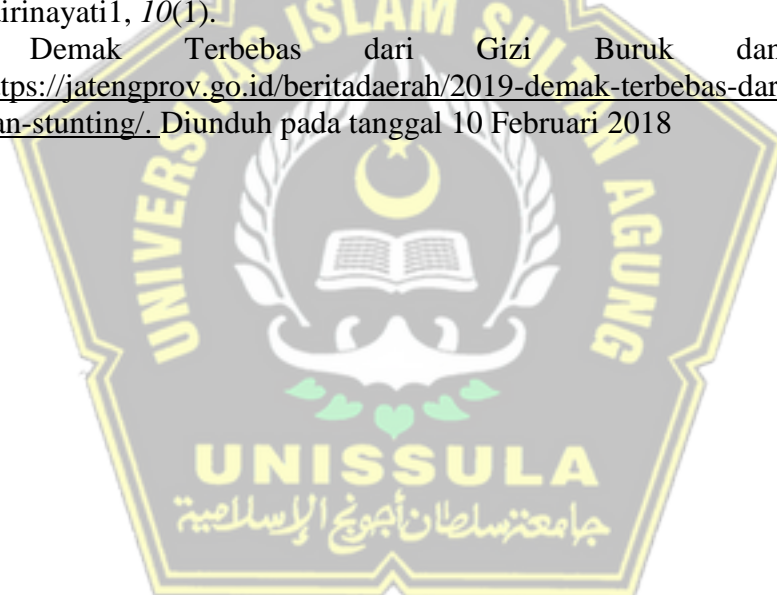 irinayati1, 10(1).
Demak Terbebas dari Gizi Buruk dan
tps://jatengprov.go.id/beritadaerah/2019-demak-terbebas-dar
an-stunting/. Diunduh pada tanggal 10 Februari 2018
UNIVERSITAS ISLAM SULTAN AGUNG
UNISSULA
جامعة سلطان أجونج الإسلامية